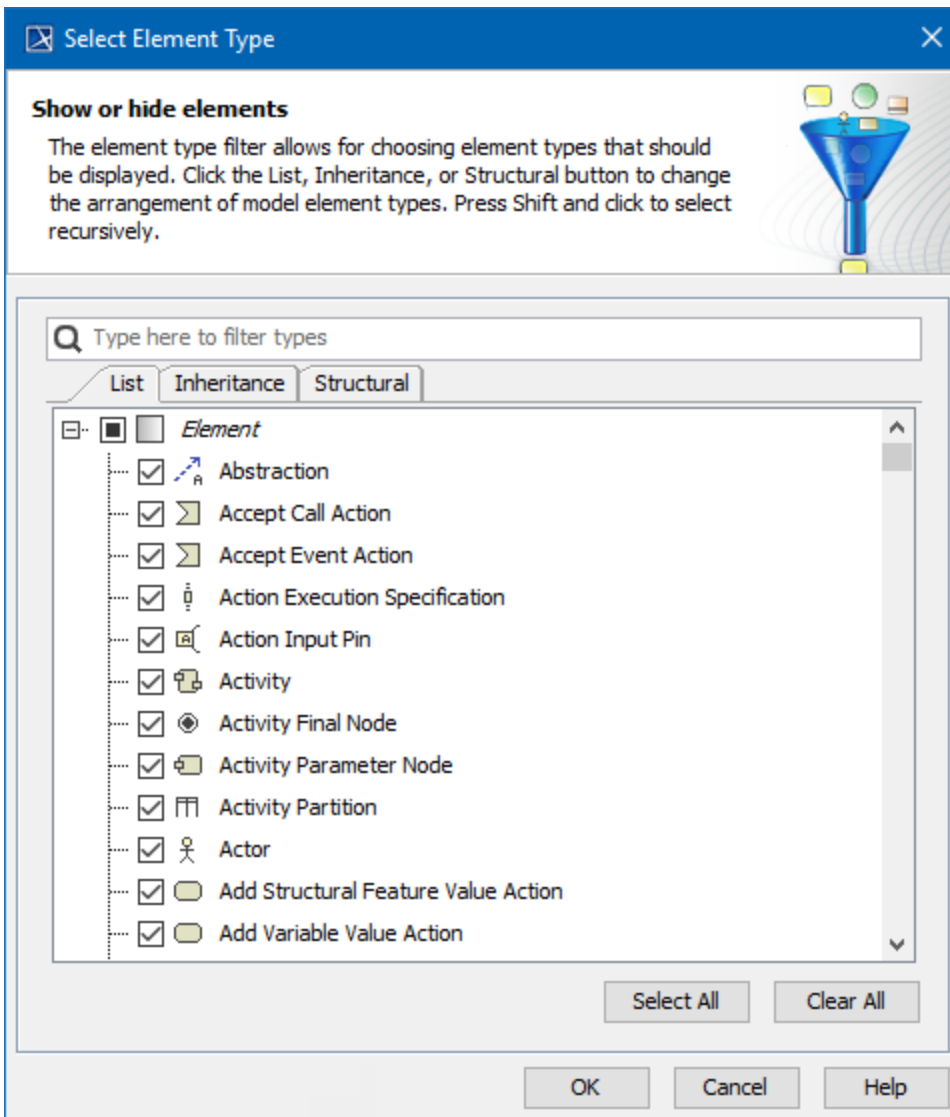 Select Element Type
Show or hide elements
The element type filter allows for choosing element types that should
be displayed. Click the List, Inheritance, or Structural button to change
the arrangement of model element types. Press Shift and click to select
recursively.
Type here to filter types
List Inheritance Structural
Element
Abstraction
Accept Call Action
Accept Event Action
Action Execution Specification
Action Input Pin
Activity
Activity Final Node
Activity Parameter Node
Activity Partition
Actor
Add Structural Feature Value Action
Add Variable Value Action
Select All Clear All
OK Cancel Help